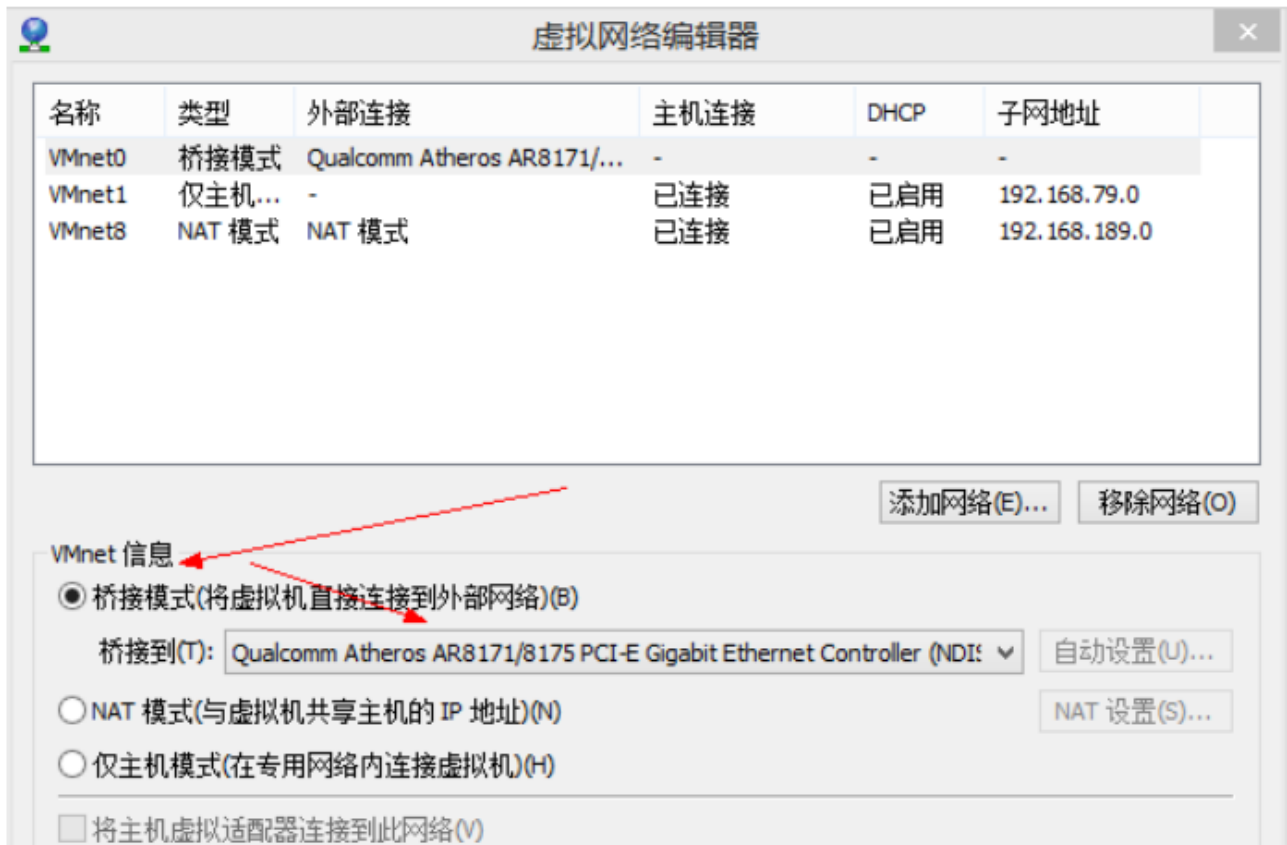 虚拟网络编辑器
名称 类型 外部连接 主机连接 DHCP 子网地址
VMnet0 桥接模式 Qualcomm Atheros AR8171/... - - -
VMnet1 仅主机... - 已连接 已启用 192.168.79.0
VMnet8 NAT 模式 NAT 模式 已连接 已启用 192.168.189.0
添加网络(E)... 移除网络(O)
VMnet 信息
桥接模式(将虚拟机直接连接到外部网络)(B)
桥接到(T): Qualcomm Atheros AR8171/8175 PCI-E Gigabit Ethernet Controller (NDIS 自动设置(U)...
NAT 模式(与虚拟机共享主机的 IP 地址)(N) NAT 设置(S)...
仅主机模式(在专用网络内连接虚拟机)(H)
将主机虚拟适配器连接到此网络(V)